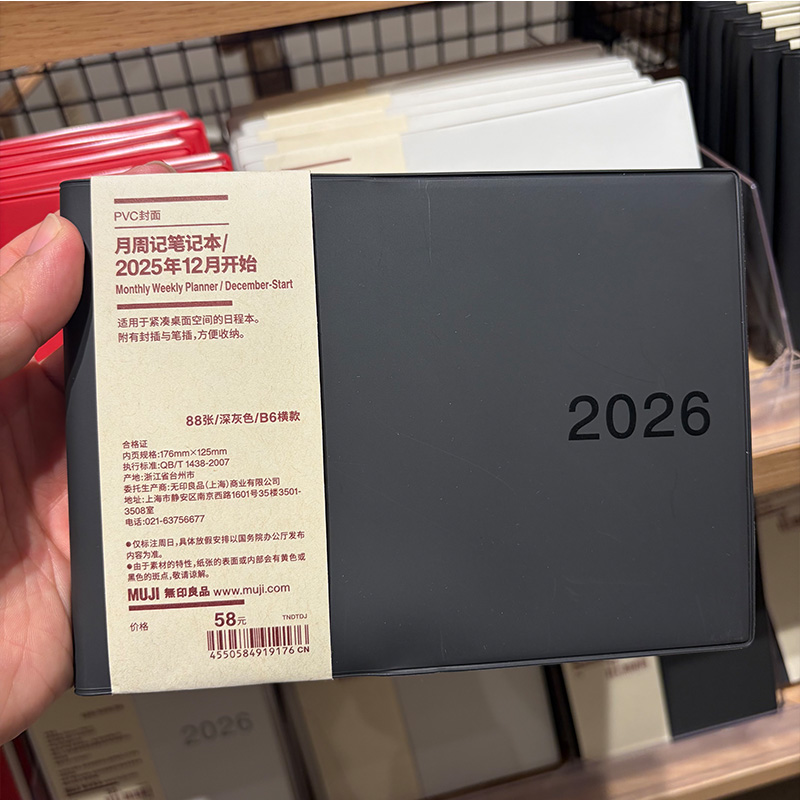 PVC封面
月周记笔记本/
2025年12月开始
Monthly Weekly Planner / December-Start
适用于紧凑桌面空间的日程本。
附有封插与笔插,方便收纳。
88张/深灰色/B6横款
合格证
内页规格:176mm×125mm
执行标准:QB/T 1438-2007
产地:浙江省台州市
委托生产商:无印良品(上海)商业有限公司
地址:上海市静安区南京西路1601号35楼3501-
3508室
电话:021-63756677
●仅标注周日,具体放假安排以国务院办公厅发布
内容为准。
●由于素材的特性,纸张的表面或内部会有黄色或
黑色的斑点,敬请谅解。
MUJI 無印良品 www.muji.com
价格 58元 TNDTDJ
4550584919176 CN
2026
2026